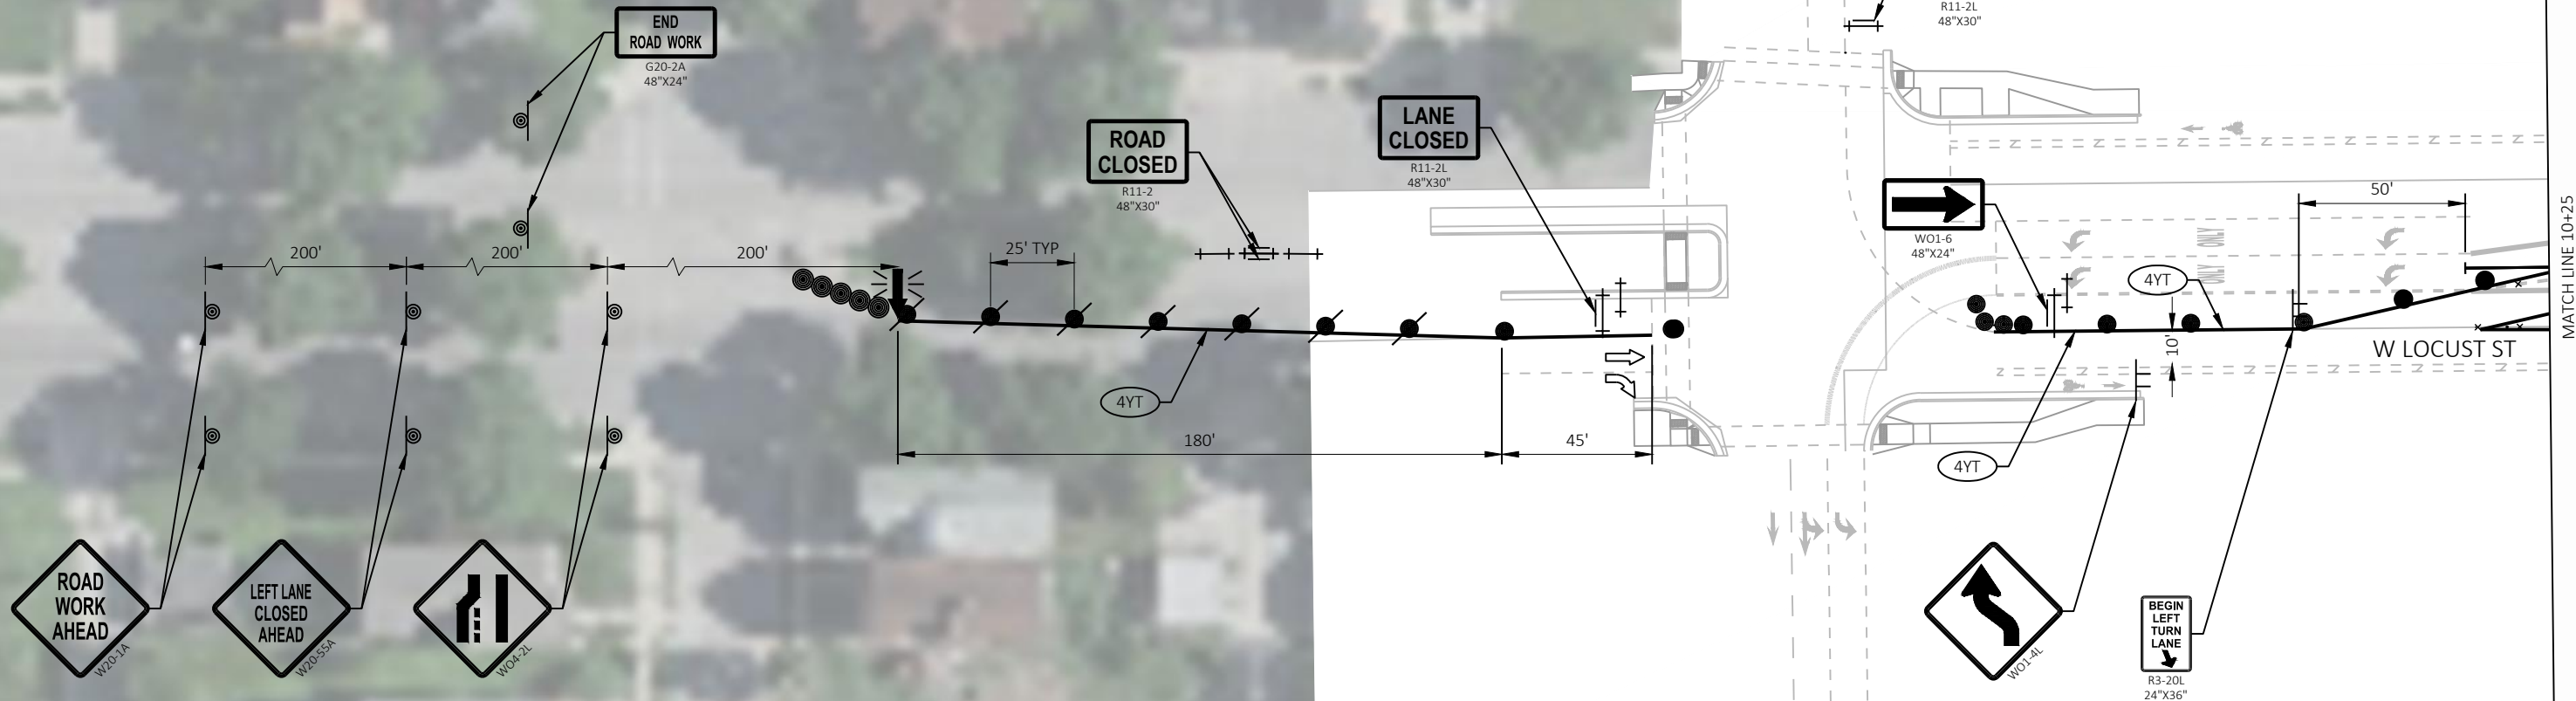 END
ROAD WORK
G20-2A
48"X24"
R11-2L
48"X30"
LANE
CLOSED
R11-2L
48"X30"
ROAD
CLOSED
R11-2
48"X30"
200'
200'
200'
25' TYP
WO1-6
48"X24"
50'
4YT
10'
W LOCUST ST
MATCH LINE 10+25
4YT
180'
45'
4YT
ROAD
WORK
AHEAD
W20-1A
LEFT LANE
CLOSED
AHEAD
W20-55A
WO4-2L
WO1-4L
BEGIN
LEFT
TURN
LANE
R3-20L
24"X36"